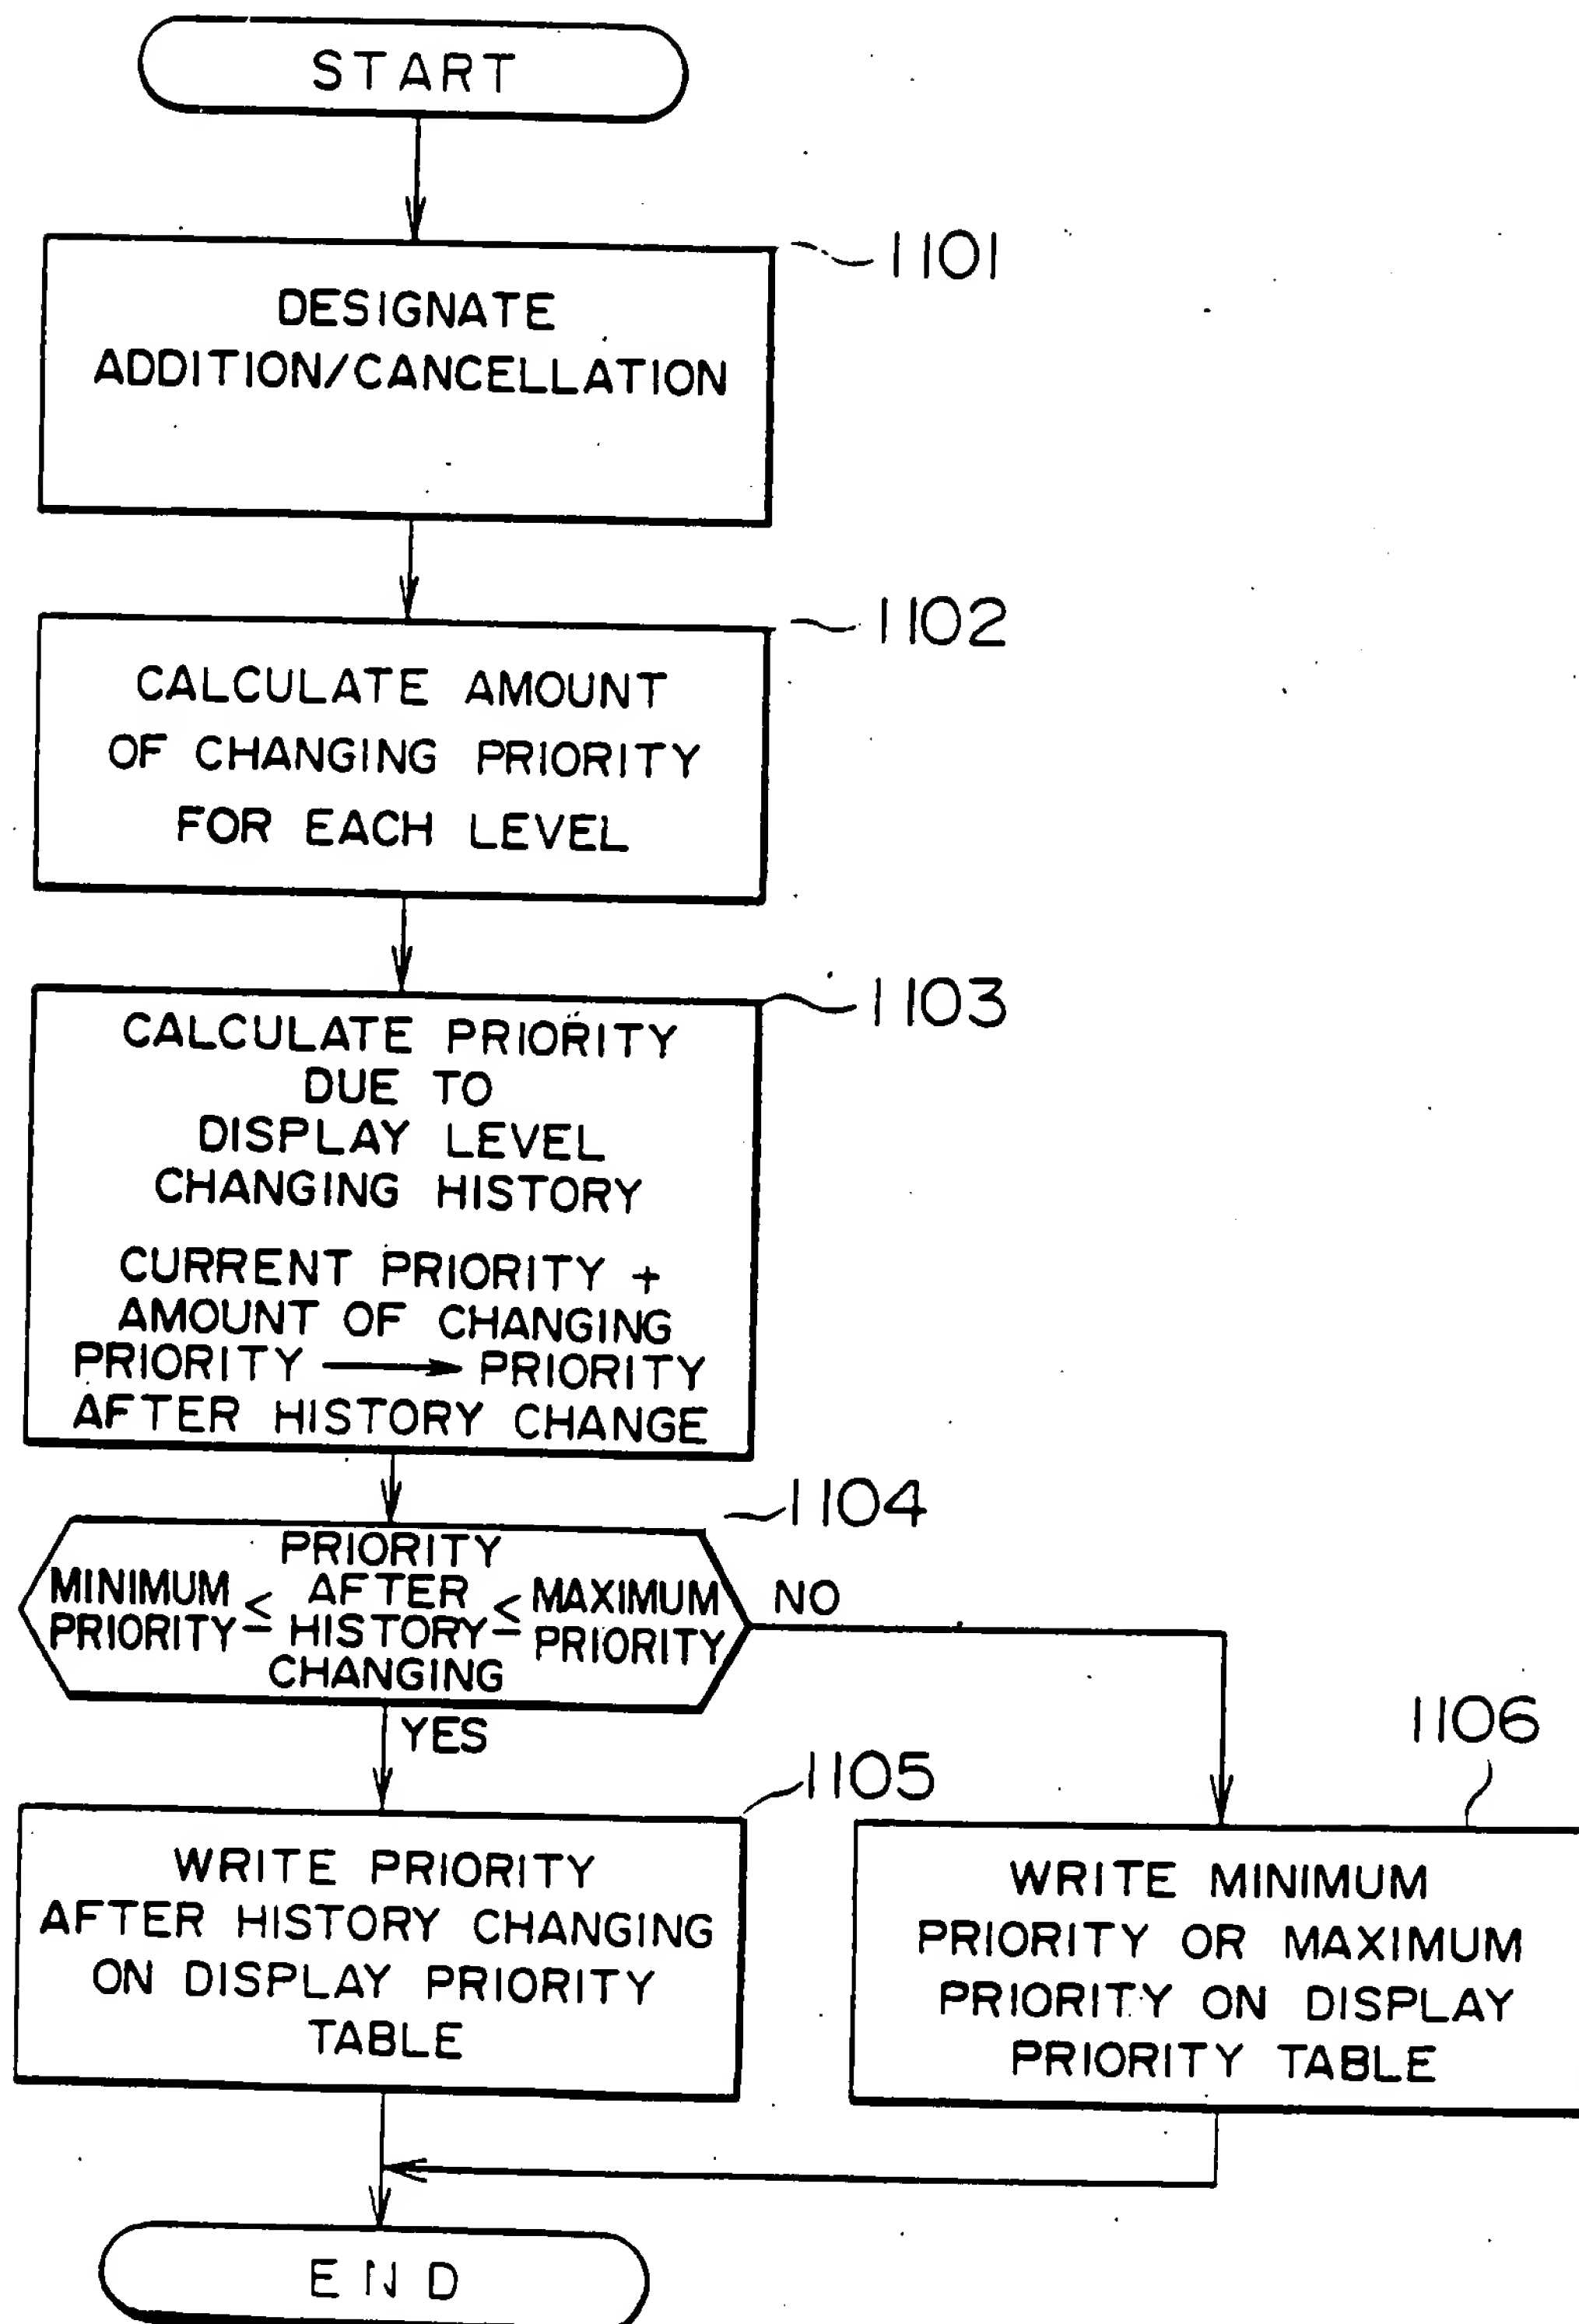 START
1101
DESIGNATE
ADDITION/CANCELLATION
1102
CALCULATE AMOUNT
OF CHANGING PRIORITY
FOR EACH LEVEL
1103
CALCULATE PRIORITY
DUE TO
DISPLAY LEVEL
CHANGING HISTORY
CURRENT PRIORITY +
AMOUNT OF CHANGING
PRIORITY → PRIORITY
AFTER HISTORY CHANGE
1104
MINIMUM
PRIORITY
≤
PRIORITY
AFTER
HISTORY
CHANGING
≤
MAXIMUM
PRIORITY
NO
YES
1105
WRITE PRIORITY
AFTER HISTORY CHANGING
ON DISPLAY PRIORITY
TABLE
1106
WRITE MINIMUM
PRIORITY OR MAXIMUM
PRIORITY ON DISPLAY
PRIORITY TABLE
END